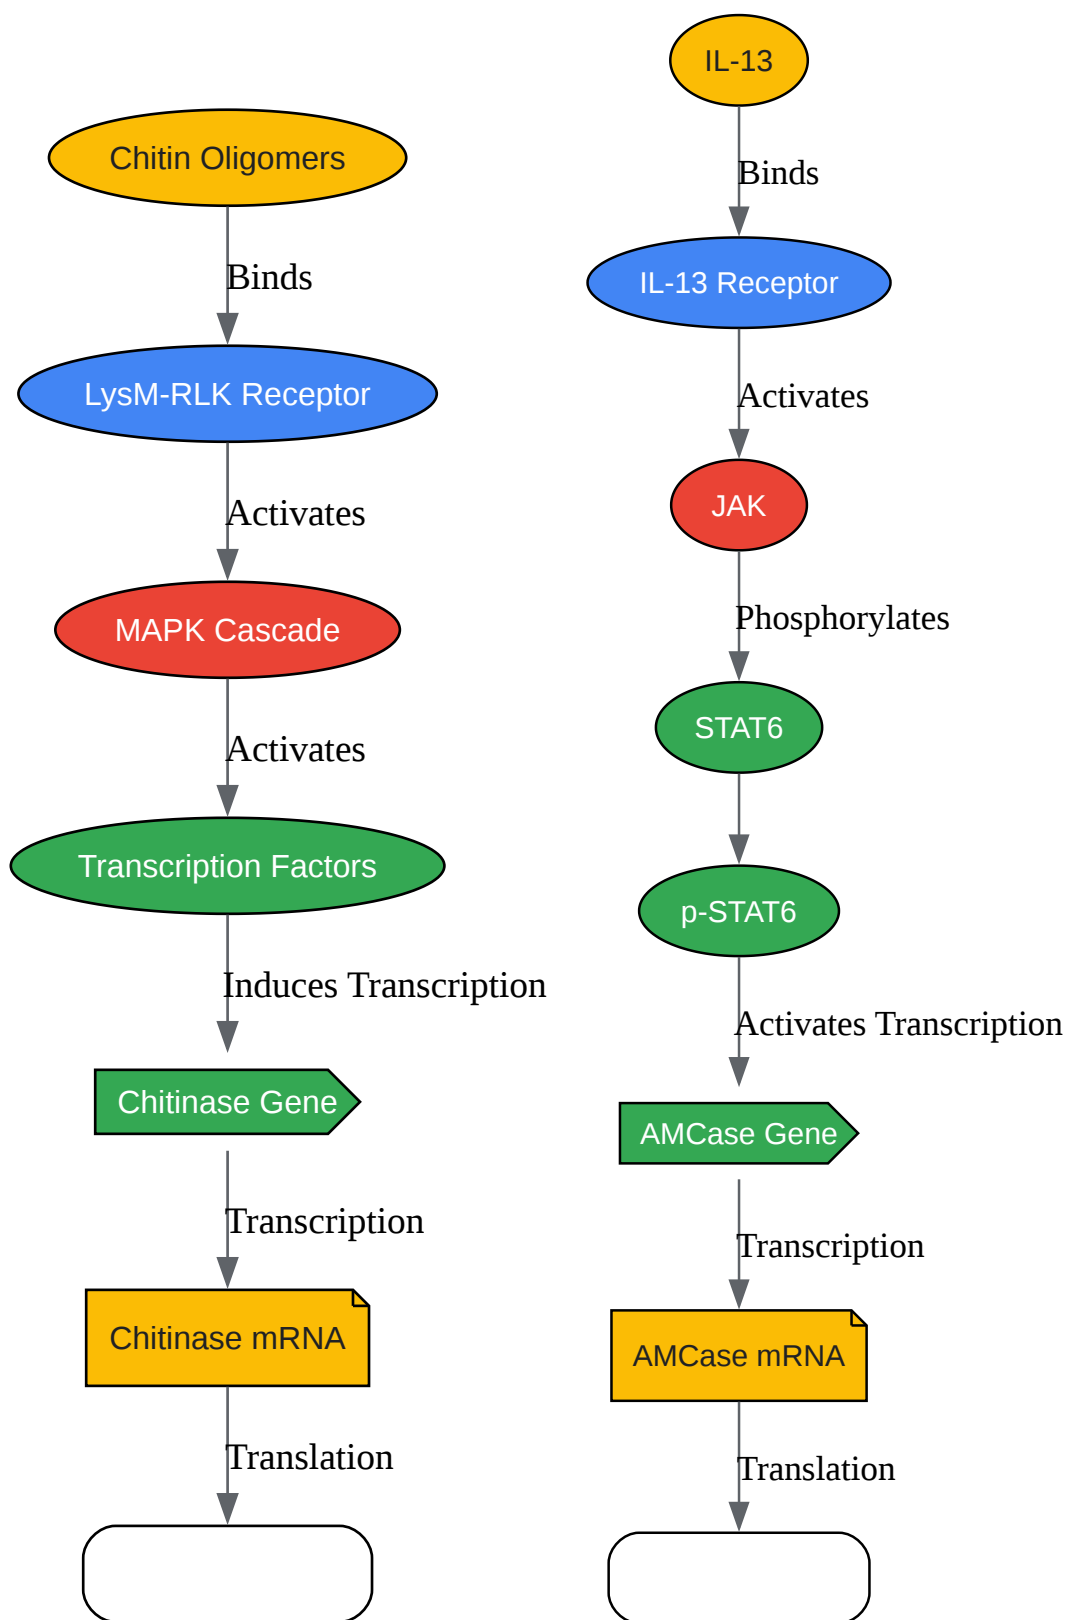 Chitin Oligomers
Binds
LysM-RLK Receptor
Activates
MAPK Cascade
Activates
Transcription Factors
Induces Transcription
Chitinase Gene
Transcription
Chitinase mRNA
Translation
IL-13
Binds
IL-13 Receptor
Activates
JAK
Phosphorylates
STAT6
p-STAT6
Activates Transcription
AMCase Gene
Transcription
AMCase mRNA
Translation